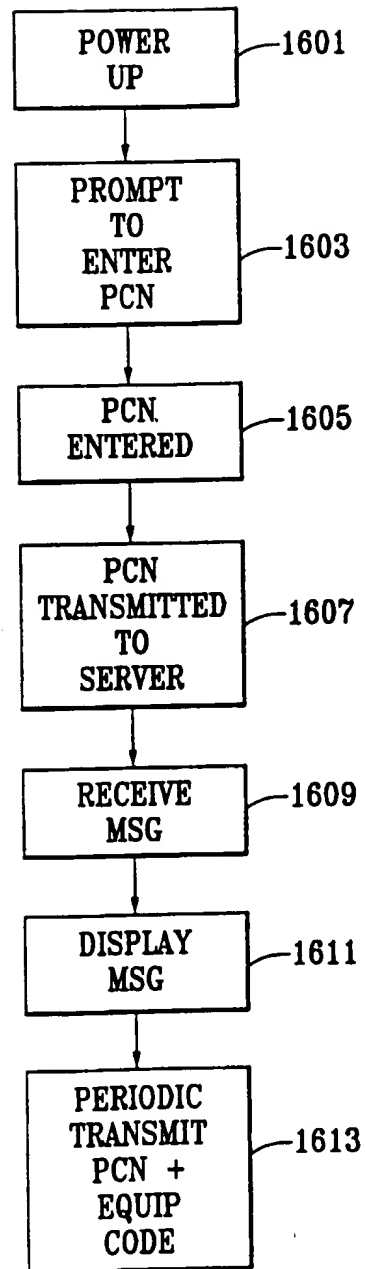 POWER
UP
1601
PROMPT
TO
ENTER
PCN
1603
PCN
ENTERED
1605
PCN
TRANSMITTED
TO
SERVER
1607
RECEIVE
MSG
1609
DISPLAY
MSG
1611
PERIODIC
TRANSMIT
PCN +
EQUIP
CODE
1613